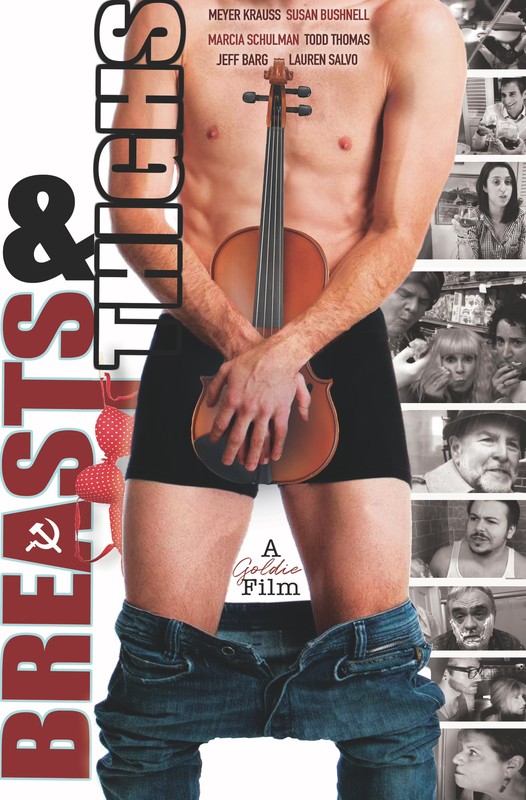 MEYER KRAUSS SUSAN BUSHNELL
MARCIA SCHULMAN TODD THOMAS
JEFF BARG LAUREN SALVO
BREASTS
&
THIGHS
A
Goldie
Film